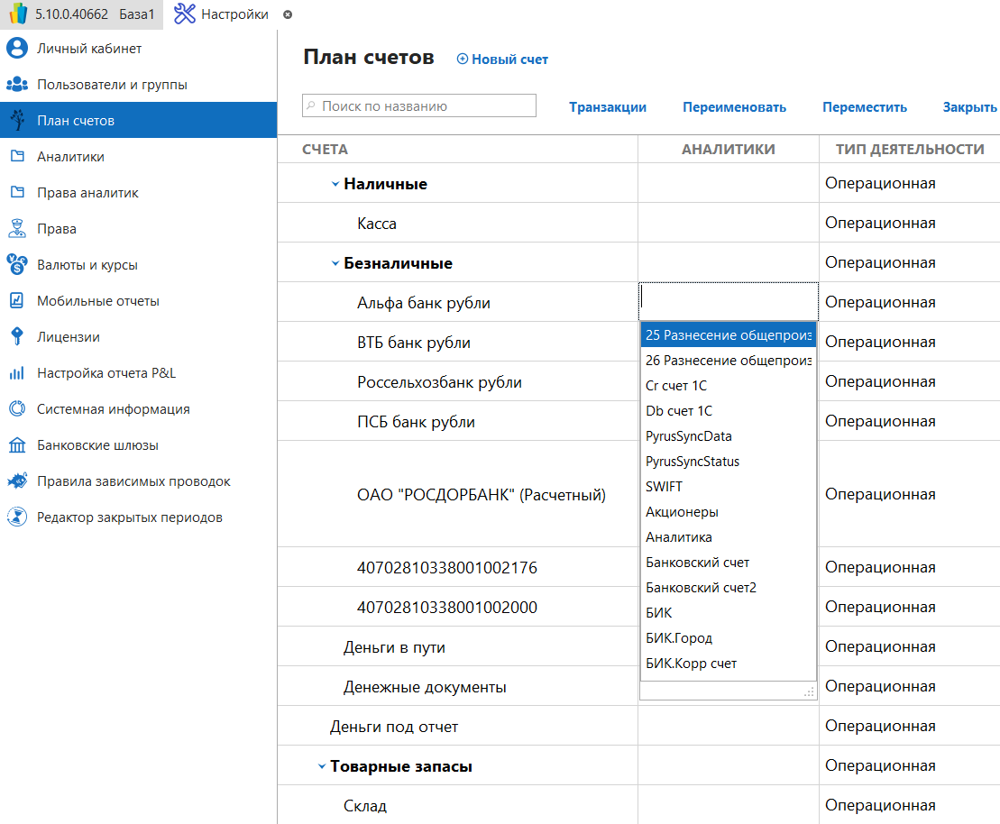 5.10.0.40662 База1 Настройки
Личный кабинет
Пользователи и группы
План счетов
Аналитики
Права аналитик
Права
Валюты и курсы
Мобильные отчеты
Лицензии
Настройка отчета P&L
Системная информация
Банковские шлюзы
Правила зависимых проводок
Редактор закрытых периодов
План счетов Новый счет
Поиск по названию Транзакции Переименовать Переместить Закрыть
СЧЕТА АНАЛИТИКИ ТИП ДЕЯТЕЛЬНОСТИ
Наличные Операционная
Касса Операционная
Безналичные Операционная
Альфа банк рубли Операционная
ВТБ банк рубли Операционная
Россельхозбанк рубли Операционная
ПСБ банк рубли Операционная
ОАО "РОСДОРБАНК" (Расчетный) Операционная
40702810338001002176 Операционная
40702810338001002000 Операционная
Деньги в пути Операционная
Денежные документы Операционная
Деньги под отчет Операционная
Товарные запасы Операционная
Склад Операционная
25 Разнесение общепроиз
26 Разнесение общепроиз
Cr счет 1С
Db счет 1С
PyrusSyncData
PyrusSyncStatus
SWIFT
Акционеры
Аналитика
Банковский счет
Банковский счет2
БИК
БИК.Город
БИК.Корр счет